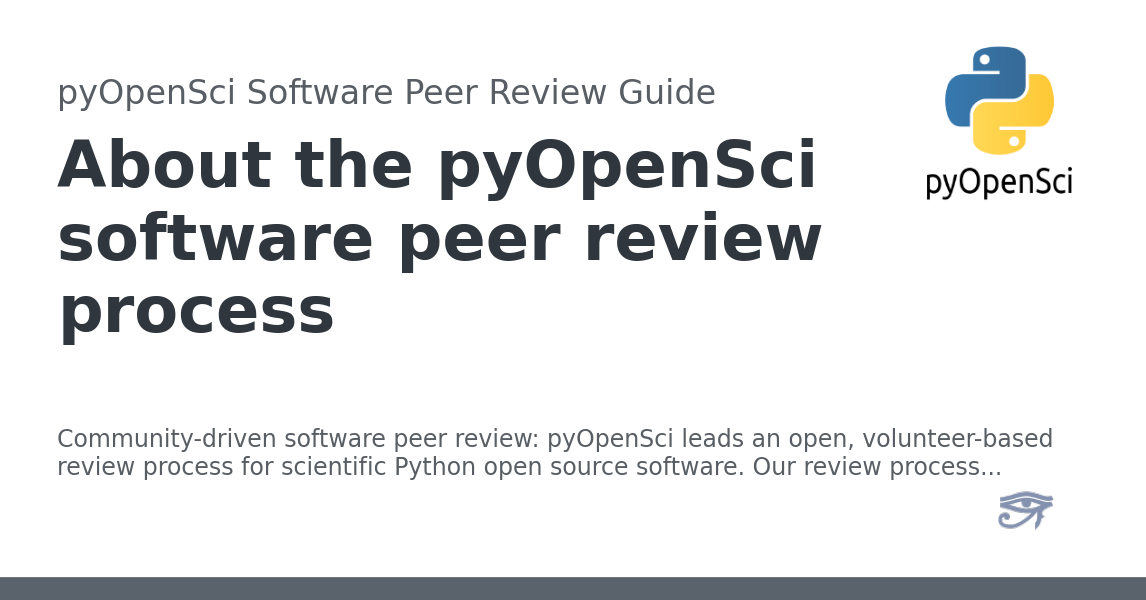 pyOpenSci Software Peer Review Guide
About the pyOpenSci
software peer review
process
pyOpenSci
Community-driven software peer review: pyOpenSci leads an open, volunteer-based
review process for scientific Python open source software. Our review process...